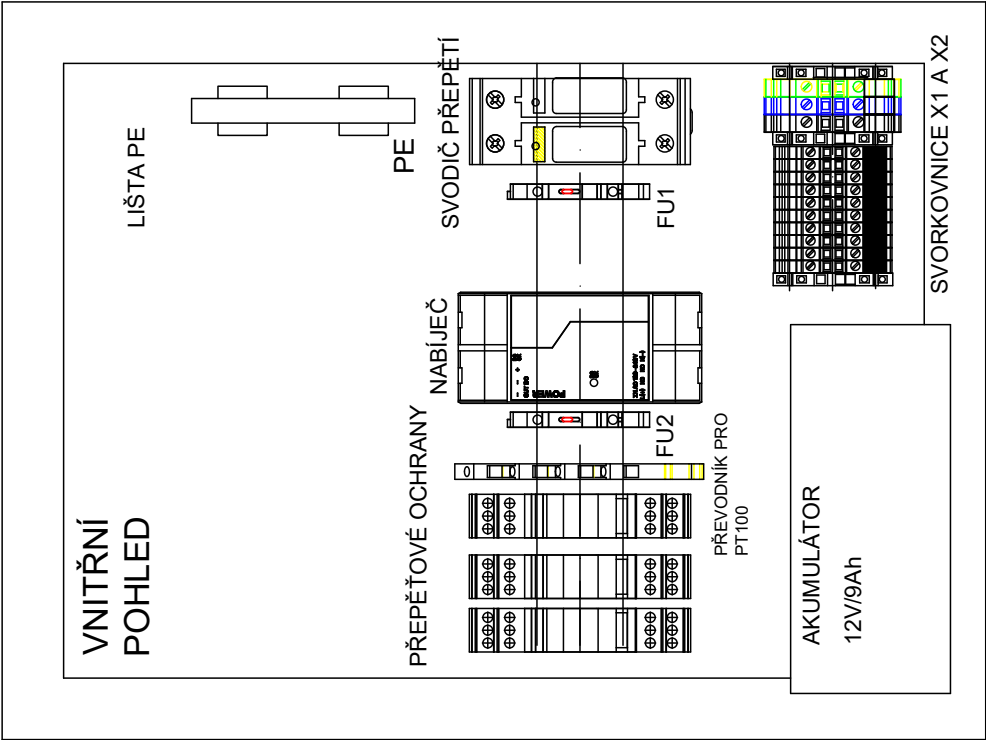 VNITŘNÍ
POHLED
LIŠTA PE
PE
PŘEPĚŤOVÉ OCHRANY
NABÍJEČ
SVODIČ PŘEPĚTÍ
POWER
FU2
FU1
PŘEVODNÍK PRO
PT100
AKUMULÁTOR
12V/9Ah
SVORKOVNICE X1 A X2